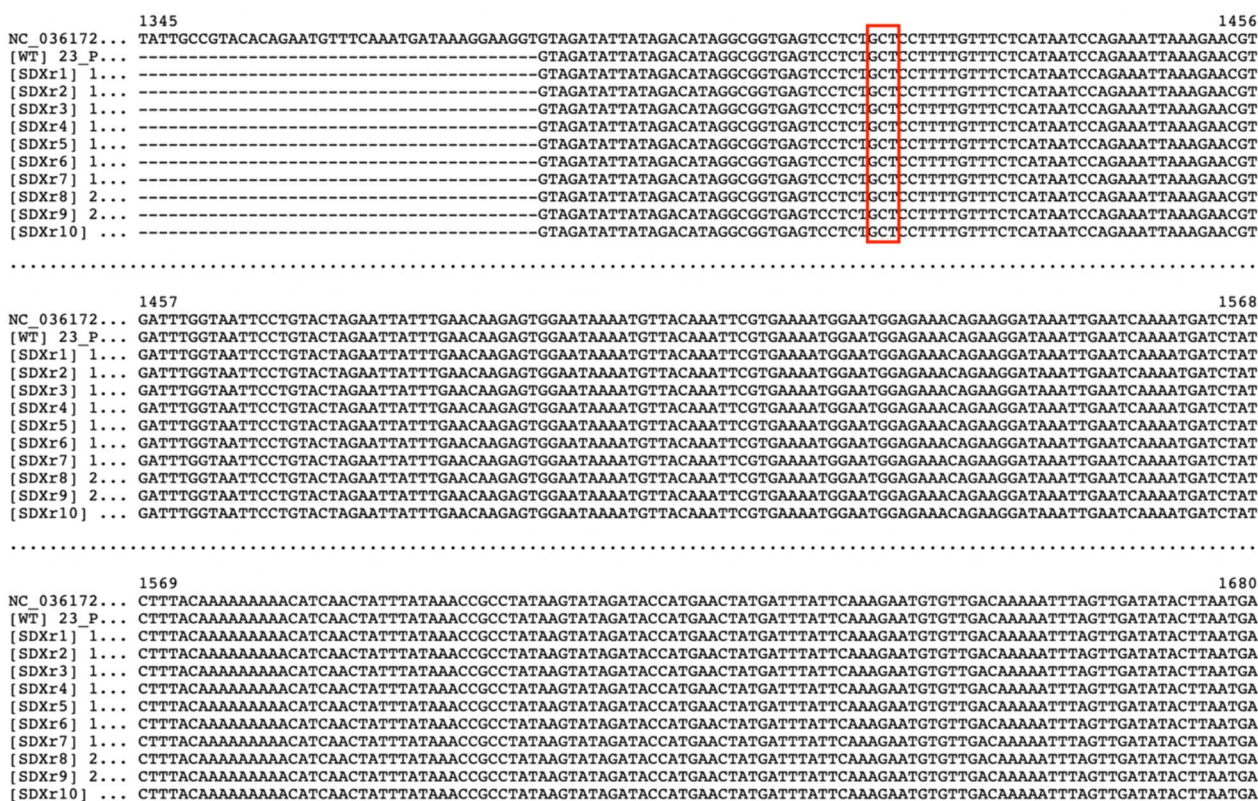 1345 1456
NC_036172... TATTGCCGTACACAGAATGTTTCAAATGATAAAGGAAGGTGTAGATATTATAGACATAGGCGGTGAGTCCTCTGCTCCTTTTGTTTCTCATAATCCAGAAATTAAAGAACGT
[WT] 23_P... ----------------------------------------GTAGATATTATAGACATAGGCGGTGAGTCCTCTGCTCCTTTTGTTTCTCATAATCCAGAAATTAAAGAACGT
[SDXr1] 1... ----------------------------------------GTAGATATTATAGACATAGGCGGTGAGTCCTCTGCTCCTTTTGTTTCTCATAATCCAGAAATTAAAGAACGT
[SDXr2] 1... ----------------------------------------GTAGATATTATAGACATAGGCGGTGAGTCCTCTGCTCCTTTTGTTTCTCATAATCCAGAAATTAAAGAACGT
[SDXr3] 1... ----------------------------------------GTAGATATTATAGACATAGGCGGTGAGTCCTCTGCTCCTTTTGTTTCTCATAATCCAGAAATTAAAGAACGT
[SDXr4] 1... ----------------------------------------GTAGATATTATAGACATAGGCGGTGAGTCCTCTGCTCCTTTTGTTTCTCATAATCCAGAAATTAAAGAACGT
[SDXr5] 1... ----------------------------------------GTAGATATTATAGACATAGGCGGTGAGTCCTCTGCTCCTTTTGTTTCTCATAATCCAGAAATTAAAGAACGT
[SDXr6] 1... ----------------------------------------GTAGATATTATAGACATAGGCGGTGAGTCCTCTGCTCCTTTTGTTTCTCATAATCCAGAAATTAAAGAACGT
[SDXr7] 1... ----------------------------------------GTAGATATTATAGACATAGGCGGTGAGTCCTCTGCTCCTTTTGTTTCTCATAATCCAGAAATTAAAGAACGT
[SDXr8] 2... ----------------------------------------GTAGATATTATAGACATAGGCGGTGAGTCCTCTGCTCCTTTTGTTTCTCATAATCCAGAAATTAAAGAACGT
[SDXr9] 2... ----------------------------------------GTAGATATTATAGACATAGGCGGTGAGTCCTCTGCTCCTTTTGTTTCTCATAATCCAGAAATTAAAGAACGT
[SDXr10] ... ----------------------------------------GTAGATATTATAGACATAGGCGGTGAGTCCTCTGCTCCTTTTGTTTCTCATAATCCAGAAATTAAAGAACGT
1457 1568
NC_036172... GATTTGGTAATTCCTGTACTAGAATTATTTGAACAAGAGTGGAATAAAATGTTACAAATTCGTGAAAATGGAATGGAGAAACAGAAGGATAAATTGAATCAAAATGATCTAT
[WT] 23_P... GATTTGGTAATTCCTGTACTAGAATTATTTGAACAAGAGTGGAATAAAATGTTACAAATTCGTGAAAATGGAATGGAGAAACAGAAGGATAAATTGAATCAAAATGATCTAT
[SDXr1] 1... GATTTGGTAATTCCTGTACTAGAATTATTTGAACAAGAGTGGAATAAAATGTTACAAATTCGTGAAAATGGAATGGAGAAACAGAAGGATAAATTGAATCAAAATGATCTAT
[SDXr2] 1... GATTTGGTAATTCCTGTACTAGAATTATTTGAACAAGAGTGGAATAAAATGTTACAAATTCGTGAAAATGGAATGGAGAAACAGAAGGATAAATTGAATCAAAATGATCTAT
[SDXr3] 1... GATTTGGTAATTCCTGTACTAGAATTATTTGAACAAGAGTGGAATAAAATGTTACAAATTCGTGAAAATGGAATGGAGAAACAGAAGGATAAATTGAATCAAAATGATCTAT
[SDXr4] 1... GATTTGGTAATTCCTGTACTAGAATTATTTGAACAAGAGTGGAATAAAATGTTACAAATTCGTGAAAATGGAATGGAGAAACAGAAGGATAAATTGAATCAAAATGATCTAT
[SDXr5] 1... GATTTGGTAATTCCTGTACTAGAATTATTTGAACAAGAGTGGAATAAAATGTTACAAATTCGTGAAAATGGAATGGAGAAACAGAAGGATAAATTGAATCAAAATGATCTAT
[SDXr6] 1... GATTTGGTAATTCCTGTACTAGAATTATTTGAACAAGAGTGGAATAAAATGTTACAAATTCGTGAAAATGGAATGGAGAAACAGAAGGATAAATTGAATCAAAATGATCTAT
[SDXr7] 1... GATTTGGTAATTCCTGTACTAGAATTATTTGAACAAGAGTGGAATAAAATGTTACAAATTCGTGAAAATGGAATGGAGAAACAGAAGGATAAATTGAATCAAAATGATCTAT
[SDXr8] 2... GATTTGGTAATTCCTGTACTAGAATTATTTGAACAAGAGTGGAATAAAATGTTACAAATTCGTGAAAATGGAATGGAGAAACAGAAGGATAAATTGAATCAAAATGATCTAT
[SDXr9] 2... GATTTGGTAATTCCTGTACTAGAATTATTTGAACAAGAGTGGAATAAAATGTTACAAATTCGTGAAAATGGAATGGAGAAACAGAAGGATAAATTGAATCAAAATGATCTAT
[SDXr10] ... GATTTGGTAATTCCTGTACTAGAATTATTTGAACAAGAGTGGAATAAAATGTTACAAATTCGTGAAAATGGAATGGAGAAACAGAAGGATAAATTGAATCAAAATGATCTAT
1569 1680
NC_036172... CTTTACAAAAAAAAACATCAACTATTTATAAACCGCCTATAAGTATAGATACCATGAACTATGATTTATTCAAAGAATGTGTTGACAAAAATTTAGTTGATATACTTAATGA
[WT] 23_P... CTTTACAAAAAAAAACATCAACTATTTATAAACCGCCTATAAGTATAGATACCATGAACTATGATTTATTCAAAGAATGTGTTGACAAAAATTTAGTTGATATACTTAATGA
[SDXr1] 1... CTTTACAAAAAAAAACATCAACTATTTATAAACCGCCTATAAGTATAGATACCATGAACTATGATTTATTCAAAGAATGTGTTGACAAAAATTTAGTTGATATACTTAATGA
[SDXr2] 1... CTTTACAAAAAAAAACATCAACTATTTATAAACCGCCTATAAGTATAGATACCATGAACTATGATTTATTCAAAGAATGTGTTGACAAAAATTTAGTTGATATACTTAATGA
[SDXr3] 1... CTTTACAAAAAAAAACATCAACTATTTATAAACCGCCTATAAGTATAGATACCATGAACTATGATTTATTCAAAGAATGTGTTGACAAAAATTTAGTTGATATACTTAATGA
[SDXr4] 1... CTTTACAAAAAAAAACATCAACTATTTATAAACCGCCTATAAGTATAGATACCATGAACTATGATTTATTCAAAGAATGTGTTGACAAAAATTTAGTTGATATACTTAATGA
[SDXr5] 1... CTTTACAAAAAAAAACATCAACTATTTATAAACCGCCTATAAGTATAGATACCATGAACTATGATTTATTCAAAGAATGTGTTGACAAAAATTTAGTTGATATACTTAATGA
[SDXr6] 1... CTTTACAAAAAAAAACATCAACTATTTATAAACCGCCTATAAGTATAGATACCATGAACTATGATTTATTCAAAGAATGTGTTGACAAAAATTTAGTTGATATACTTAATGA
[SDXr7] 1... CTTTACAAAAAAAAACATCAACTATTTATAAACCGCCTATAAGTATAGATACCATGAACTATGATTTATTCAAAGAATGTGTTGACAAAAATTTAGTTGATATACTTAATGA
[SDXr8] 2... CTTTACAAAAAAAAACATCAACTATTTATAAACCGCCTATAAGTATAGATACCATGAACTATGATTTATTCAAAGAATGTGTTGACAAAAATTTAGTTGATATACTTAATGA
[SDXr9] 2... CTTTACAAAAAAAAACATCAACTATTTATAAACCGCCTATAAGTATAGATACCATGAACTATGATTTATTCAAAGAATGTGTTGACAAAAATTTAGTTGATATACTTAATGA
[SDXr10] ... CTTTACAAAAAAAAACATCAACTATTTATAAACCGCCTATAAGTATAGATACCATGAACTATGATTTATTCAAAGAATGTGTTGACAAAAATTTAGTTGATATACTTAATGA